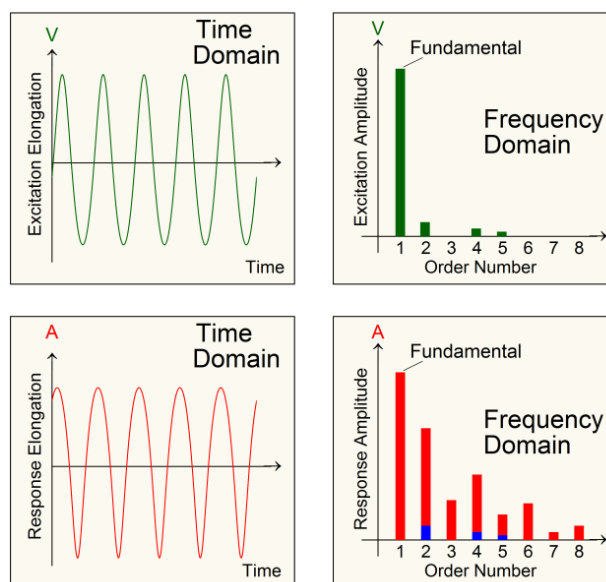 V
Time
Domain
Excitation Elongation
Time
V
Fundamental
Frequency
Domain
Excitation Amplitude
1 2 3 4 5 6 7 8
Order Number
A
Time
Domain
Response Elongation
Time
A
Fundamental
Frequency
Domain
Response Amplitude
1 2 3 4 5 6 7 8
Order Number